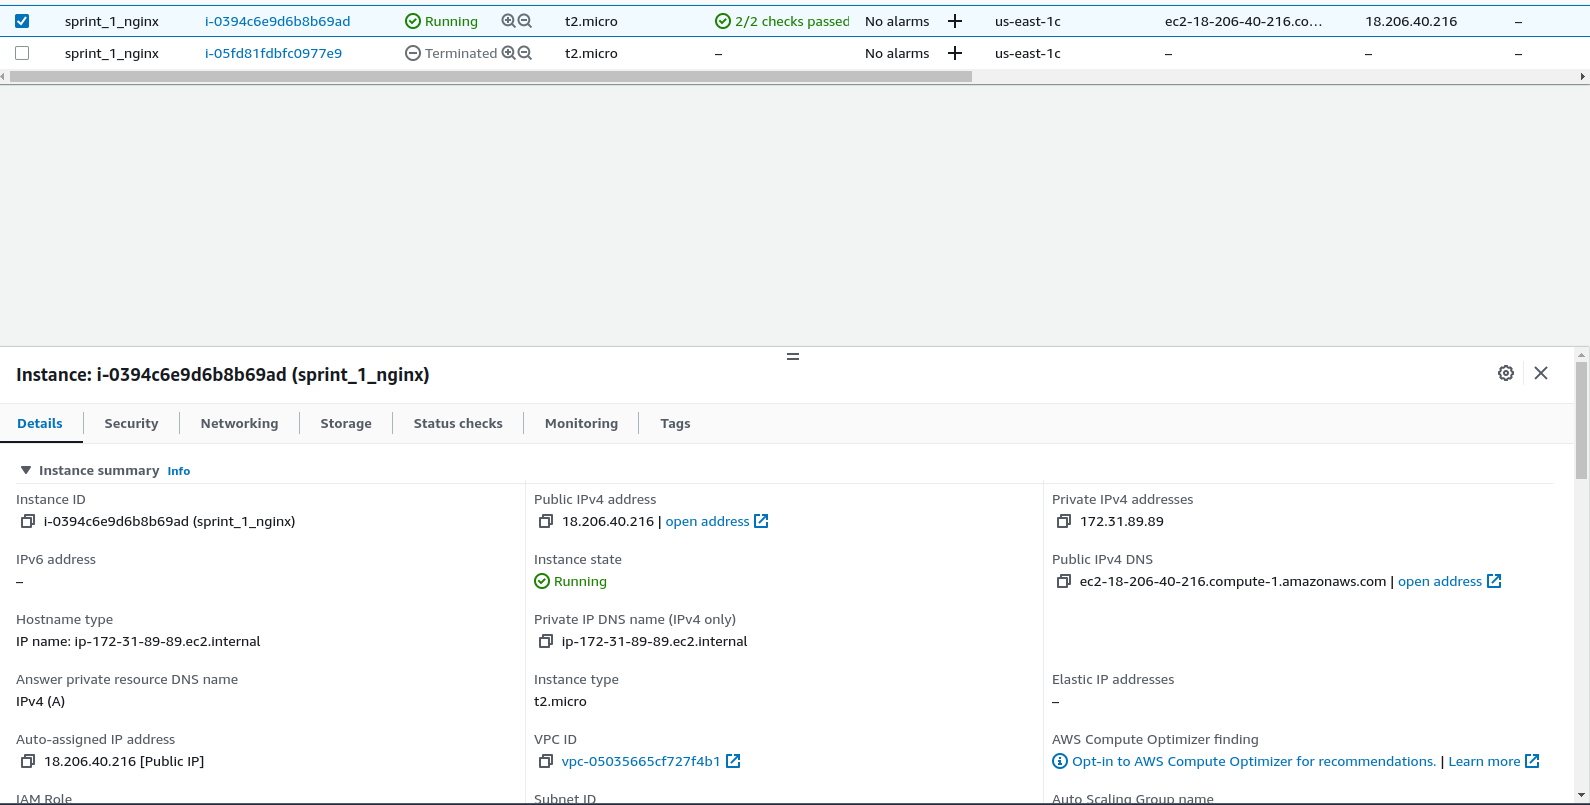 sprint_1_nginx i-0394c6e9d6b8b69ad Running t2.micro 2/2 checks passed No alarms + us-east-1c ec2-18-206-40-216.co... 18.206.40.216 –
sprint_1_nginx i-05fd81fdbfc0977e9 Terminated t2.micro – No alarms + us-east-1c – – –
Instance: i-0394c6e9d6b8b69ad (sprint_1_nginx)
Details Security Networking Storage Status checks Monitoring Tags
Instance summary Info
Instance ID
i-0394c6e9d6b8b69ad (sprint_1_nginx)
Public IPv4 address
18.206.40.216 | open address
Private IPv4 addresses
172.31.89.89
IPv6 address
–
Instance state
Running
Public IPv4 DNS
ec2-18-206-40-216.compute-1.amazonaws.com | open address
Hostname type
IP name: ip-172-31-89-89.ec2.internal
Private IP DNS name (IPv4 only)
ip-172-31-89-89.ec2.internal
Answer private resource DNS name
IPv4 (A)
Instance type
t2.micro
Elastic IP addresses
–
Auto-assigned IP address
18.206.40.216 [Public IP]
VPC ID
vpc-05035665cf727f4b1
AWS Compute Optimizer finding
Opt-in to AWS Compute Optimizer for recommendations. | Learn more
IAM Role
Subnet ID
Auto Scaling Group name